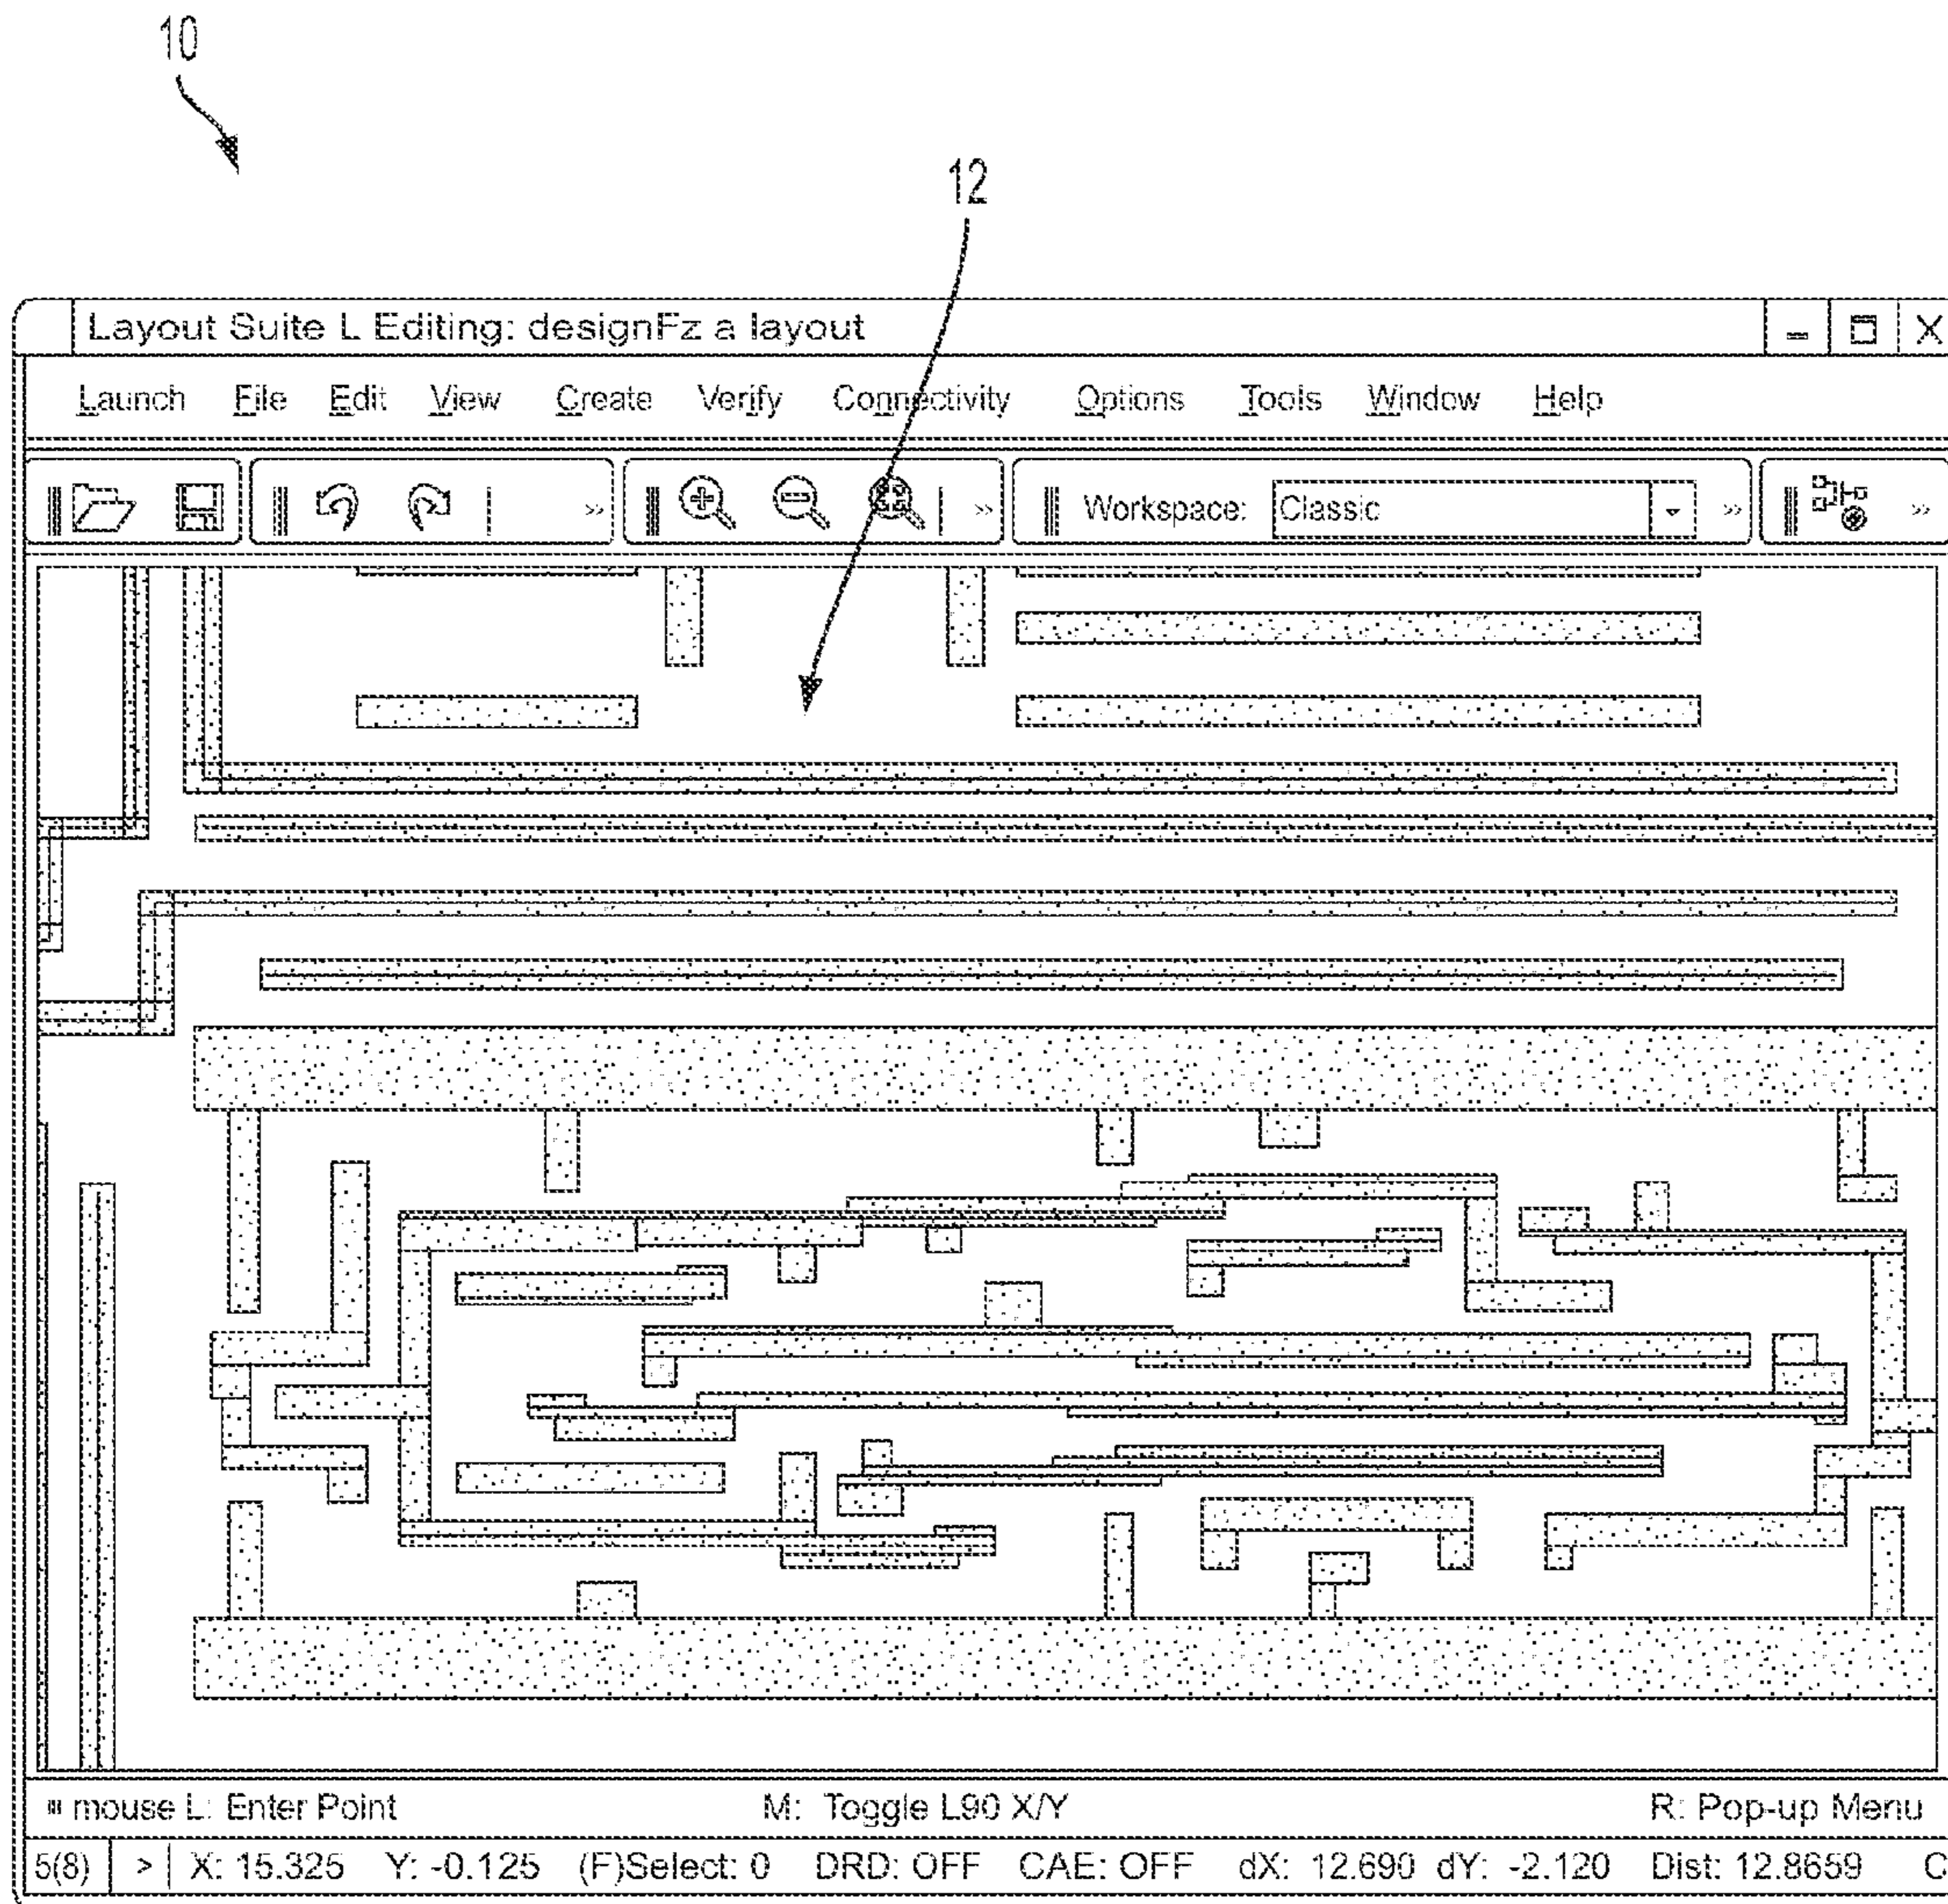 10
12
Layout Suite L Editing: designFz a layout
Launch File Edit View Create Verify Connectivity Options Tools Window Help
» » Workspace: Classic » »
mouse L: Enter Point M: Toggle L90 X/Y R: Pop-up Menu
5(8) > X: 15.325 Y: -0.125 (F)Select: 0 DRD: OFF CAE: OFF dX: 12.690 dY: -2.120 Dist: 12.8659 C